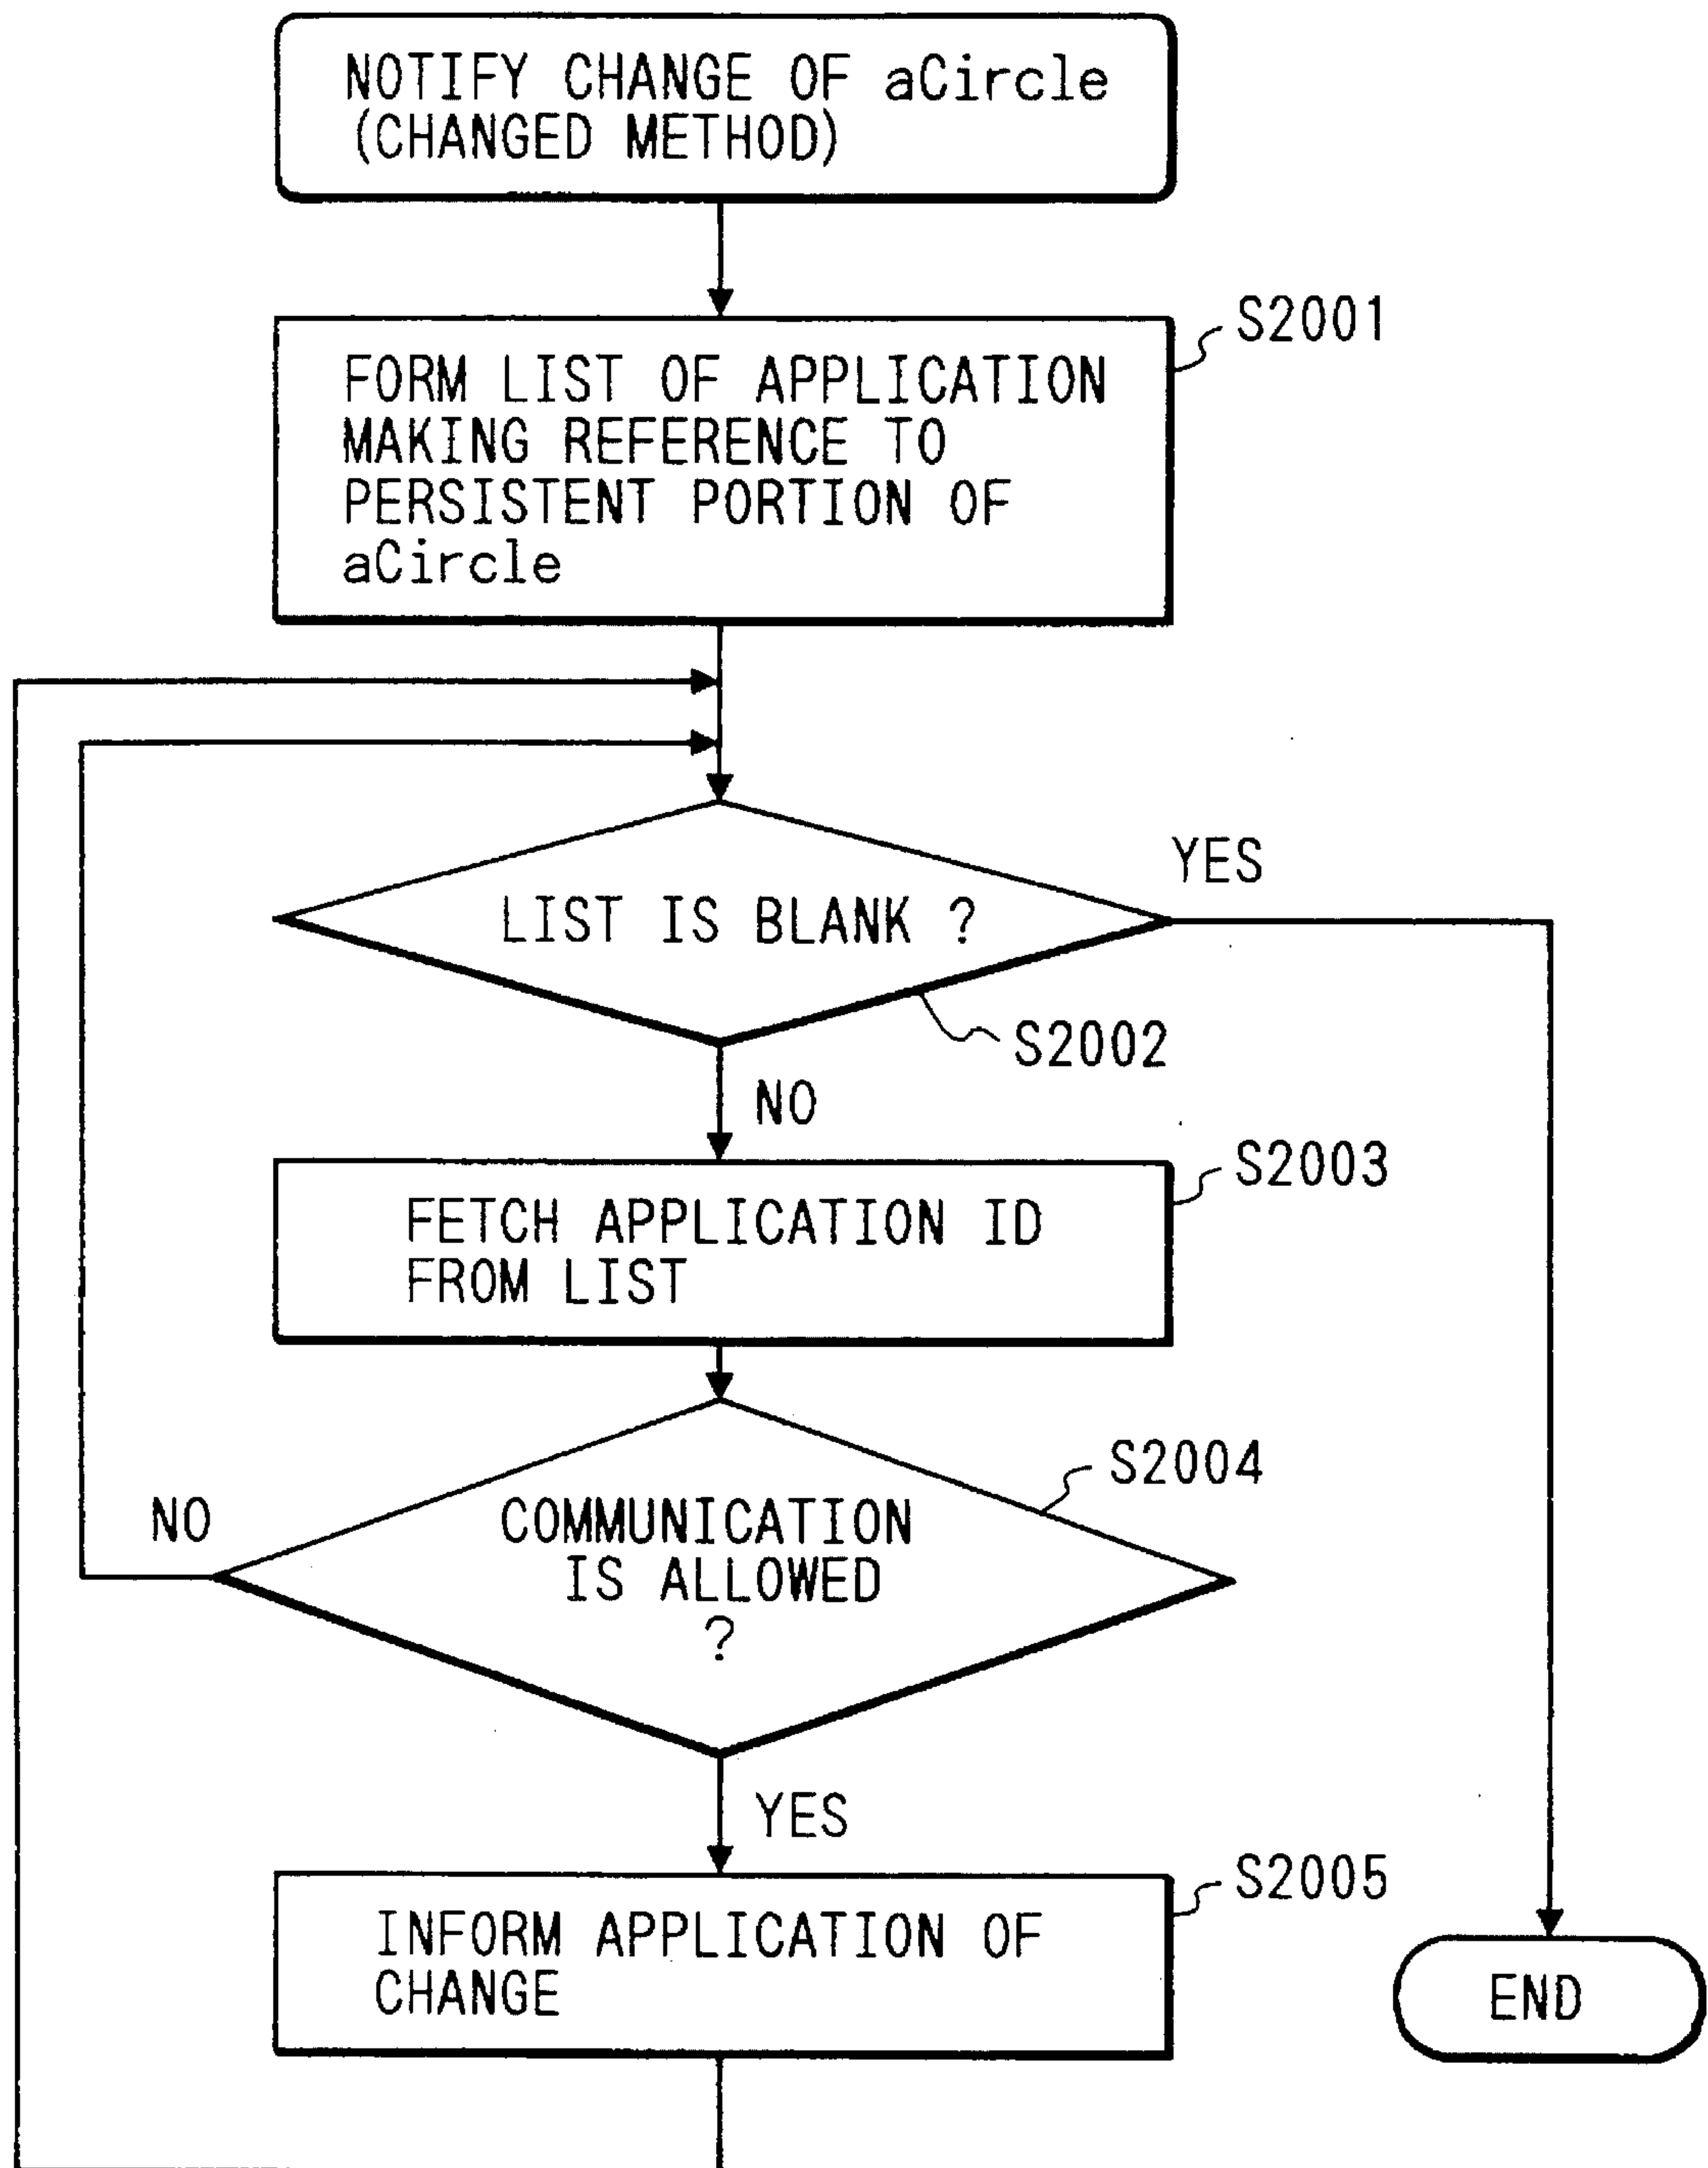 NOTIFY CHANGE OF aCircle
(CHANGED METHOD)
S2001
FORM LIST OF APPLICATION
MAKING REFERENCE TO
PERSISTENT PORTION OF
aCircle
YES
LIST IS BLANK ?
S2002
NO
S2003
FETCH APPLICATION ID
FROM LIST
S2004
NO
COMMUNICATION
IS ALLOWED
?
YES
S2005
INFORM APPLICATION OF
CHANGE
END